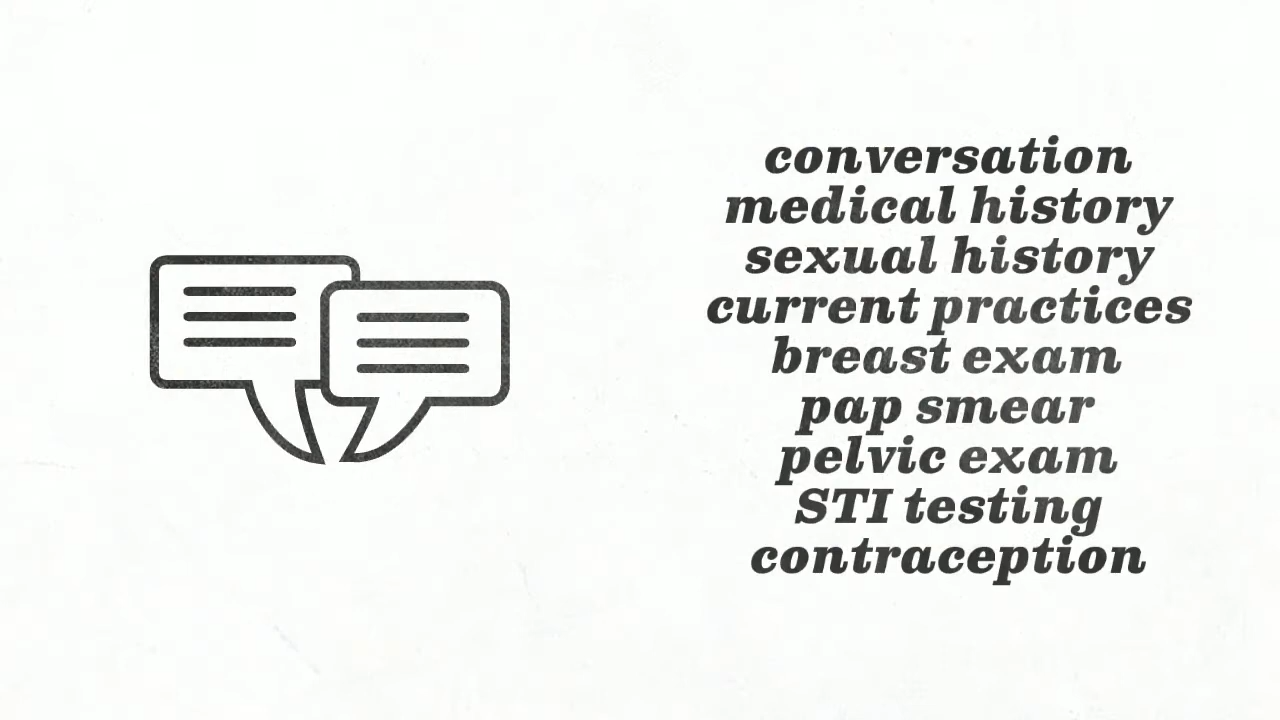 conversation
medical history
sexual history
current practices
breast exam
pap smear
pelvic exam
STI testing
contraception